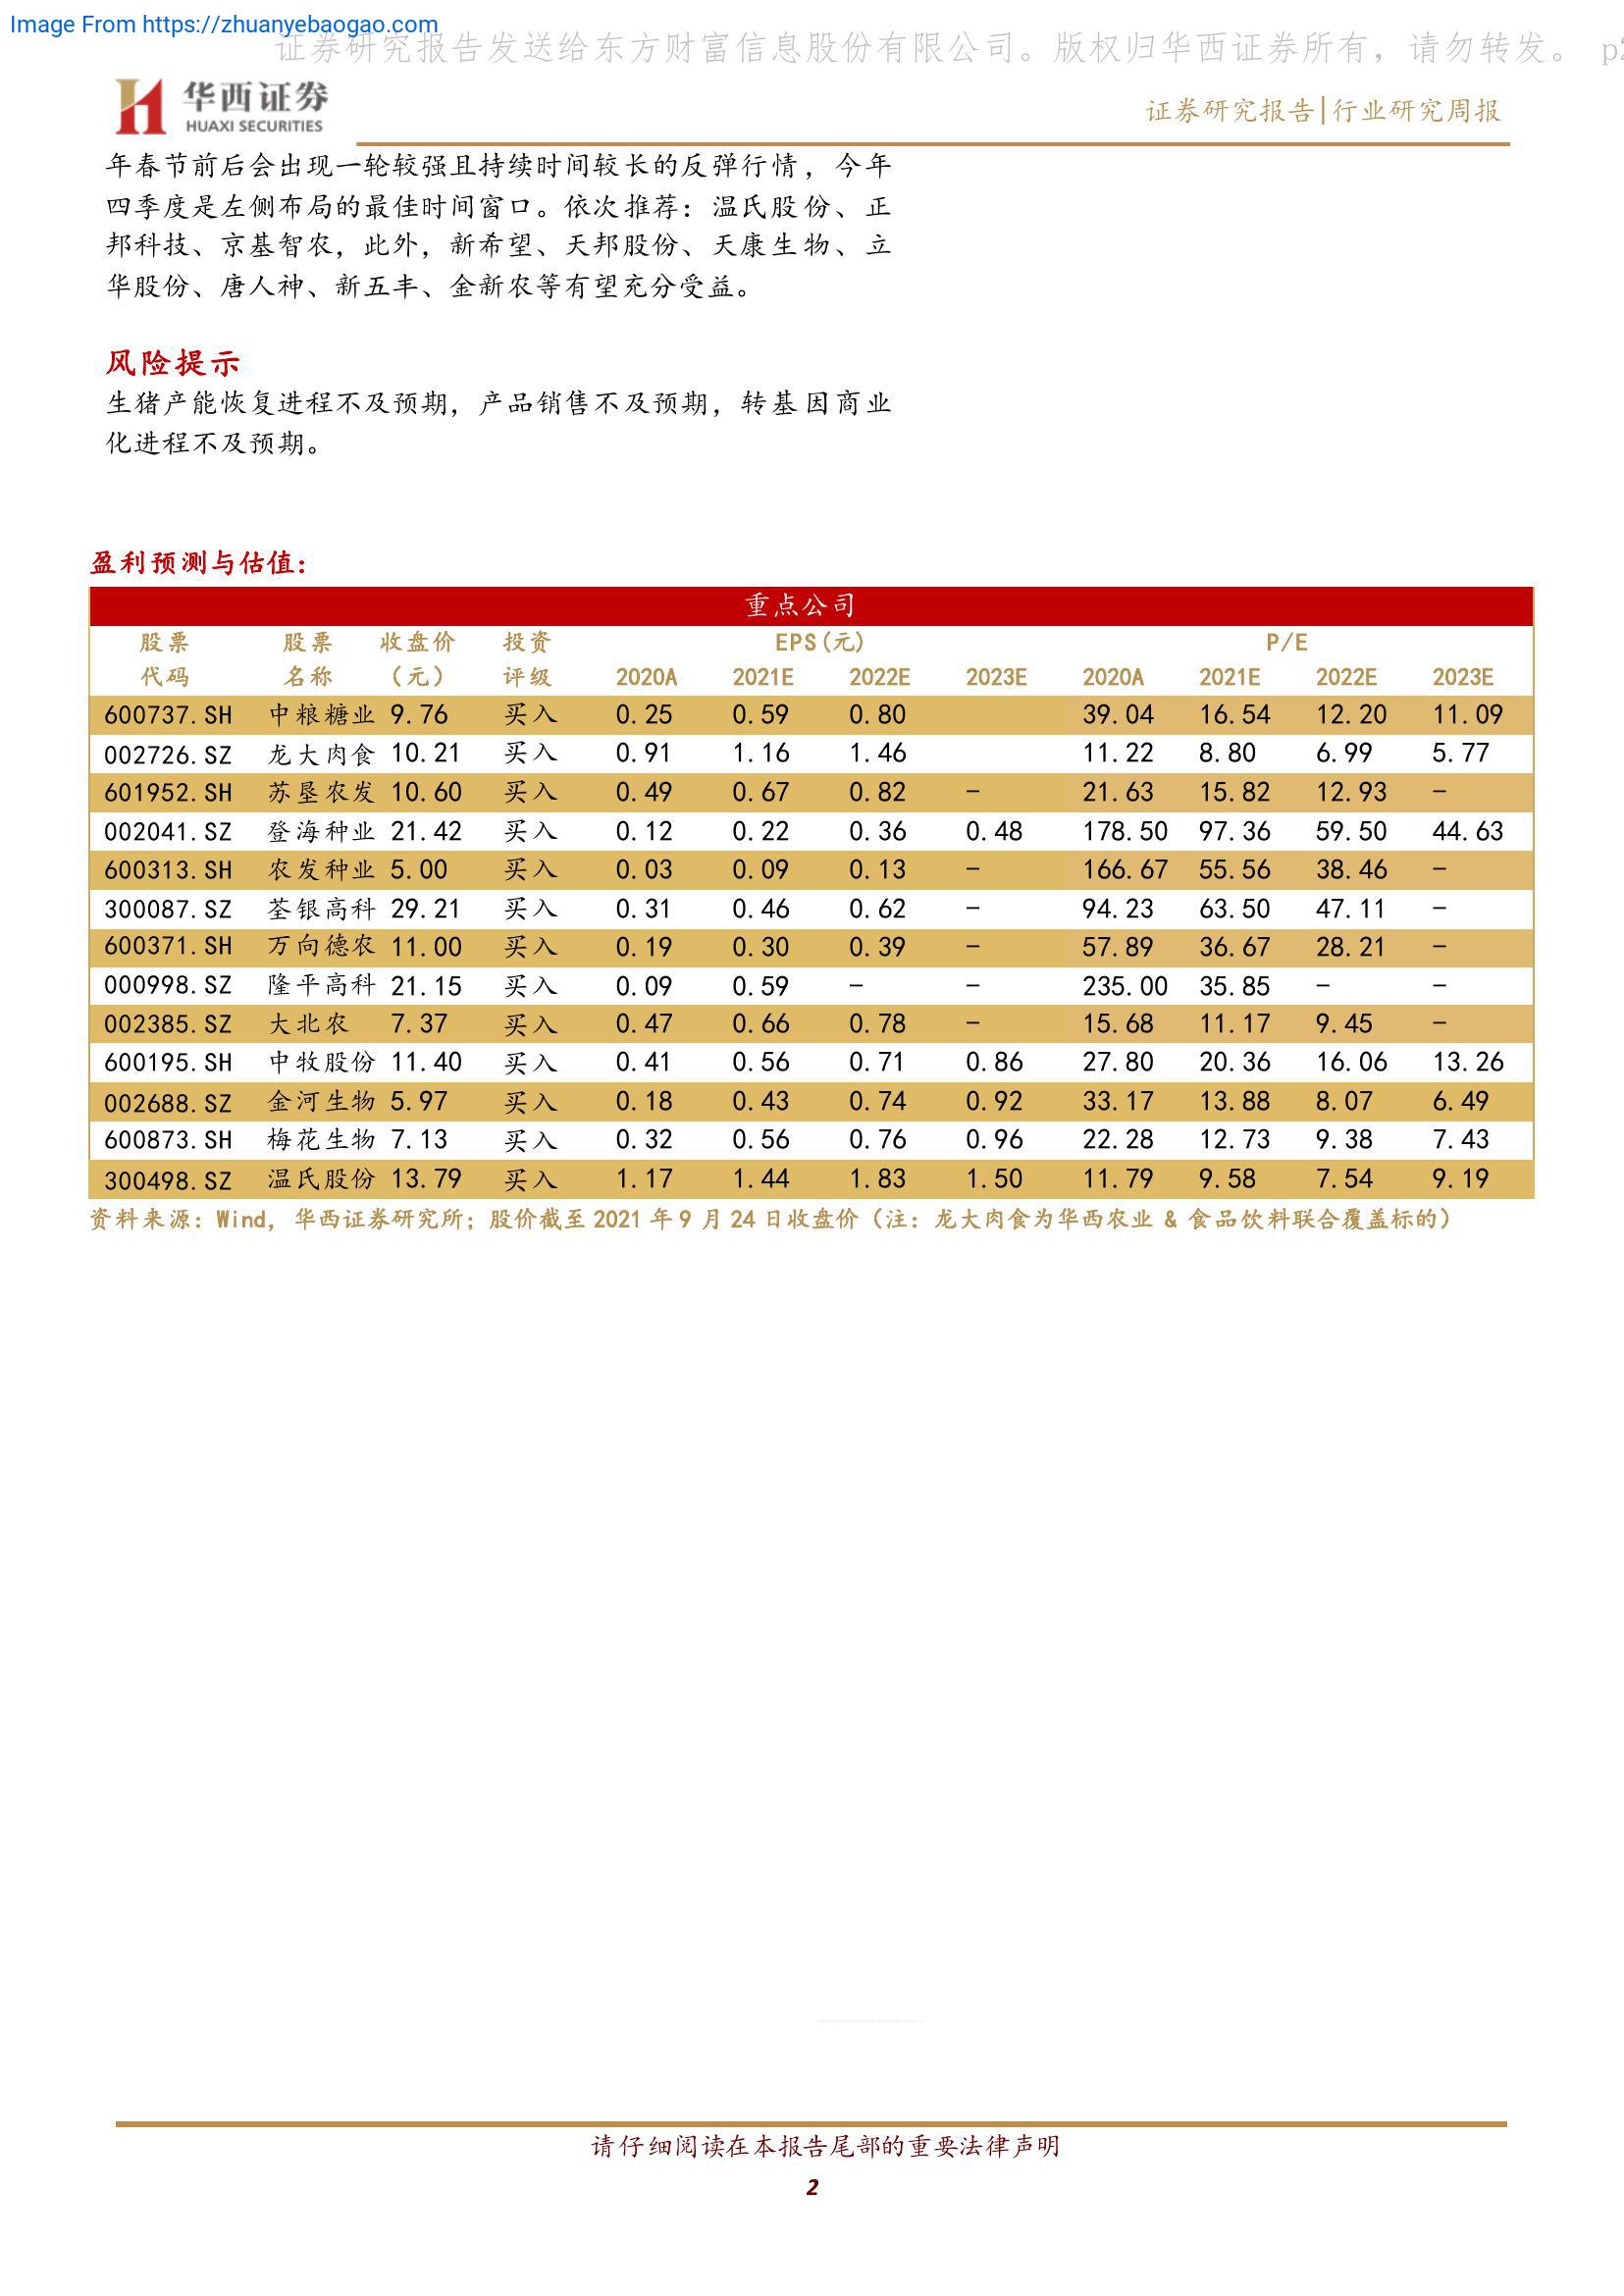 Image From https://zhuanyebaogao.com
证券研究报告发送给东方财富信息股份有限公司。版权归华西证券所有，请勿转发。 p2
华西证券
HUAXI SECURITIES
证券研究报告|行业研究周报
年春节前后会出现一轮较强且持续时间较长的反弹行情，今年
四季度是左侧布局的最佳时间窗口。依次推荐：温氏股份、正
邦科技、京基智农，此外，新希望、天邦股份、天康生物、立
华股份、唐人神、新五丰、金新农等有望充分受益。
风险提示
生猪产能恢复进程不及预期，产品销售不及预期，转基因商业
化进程不及预期。
盈利预测与估值：
重点公司
股票 股票 收盘价 投资 EPS(元) P/E
代码 名称 （元） 评级 2020A 2021E 2022E 2023E 2020A 2021E 2022E 2023E
600737.SH 中粮糖业 9.76 买入 0.25 0.59 0.80 39.04 16.54 12.20 11.09
002726.SZ 龙大肉食 10.21 买入 0.91 1.16 1.46 11.22 8.80 6.99 5.77
601952.SH 苏垦农发 10.60 买入 0.49 0.67 0.82 - 21.63 15.82 12.93 -
002041.SZ 登海种业 21.42 买入 0.12 0.22 0.36 0.48 178.50 97.36 59.50 44.63
600313.SH 农发种业 5.00 买入 0.03 0.09 0.13 - 166.67 55.56 38.46 -
300087.SZ 荃银高科 29.21 买入 0.31 0.46 0.62 - 94.23 63.50 47.11 -
600371.SH 万向德农 11.00 买入 0.19 0.30 0.39 - 57.89 36.67 28.21 -
000998.SZ 隆平高科 21.15 买入 0.09 0.59 - - 235.00 35.85 - -
002385.SZ 大北农 7.37 买入 0.47 0.66 0.78 - 15.68 11.17 9.45 -
600195.SH 中牧股份 11.40 买入 0.41 0.56 0.71 0.86 27.80 20.36 16.06 13.26
002688.SZ 金河生物 5.97 买入 0.18 0.43 0.74 0.92 33.17 13.88 8.07 6.49
600873.SH 梅花生物 7.13 买入 0.32 0.56 0.76 0.96 22.28 12.73 9.38 7.43
300498.SZ 温氏股份 13.79 买入 1.17 1.44 1.83 1.50 11.79 9.58 7.54 9.19
资料来源：Wind，华西证券研究所；股价截至 2021 年 9 月 24 日收盘价（注：龙大肉食为华西农业 & 食品饮料联合覆盖标的）
请仔细阅读在本报告尾部的重要法律声明
2